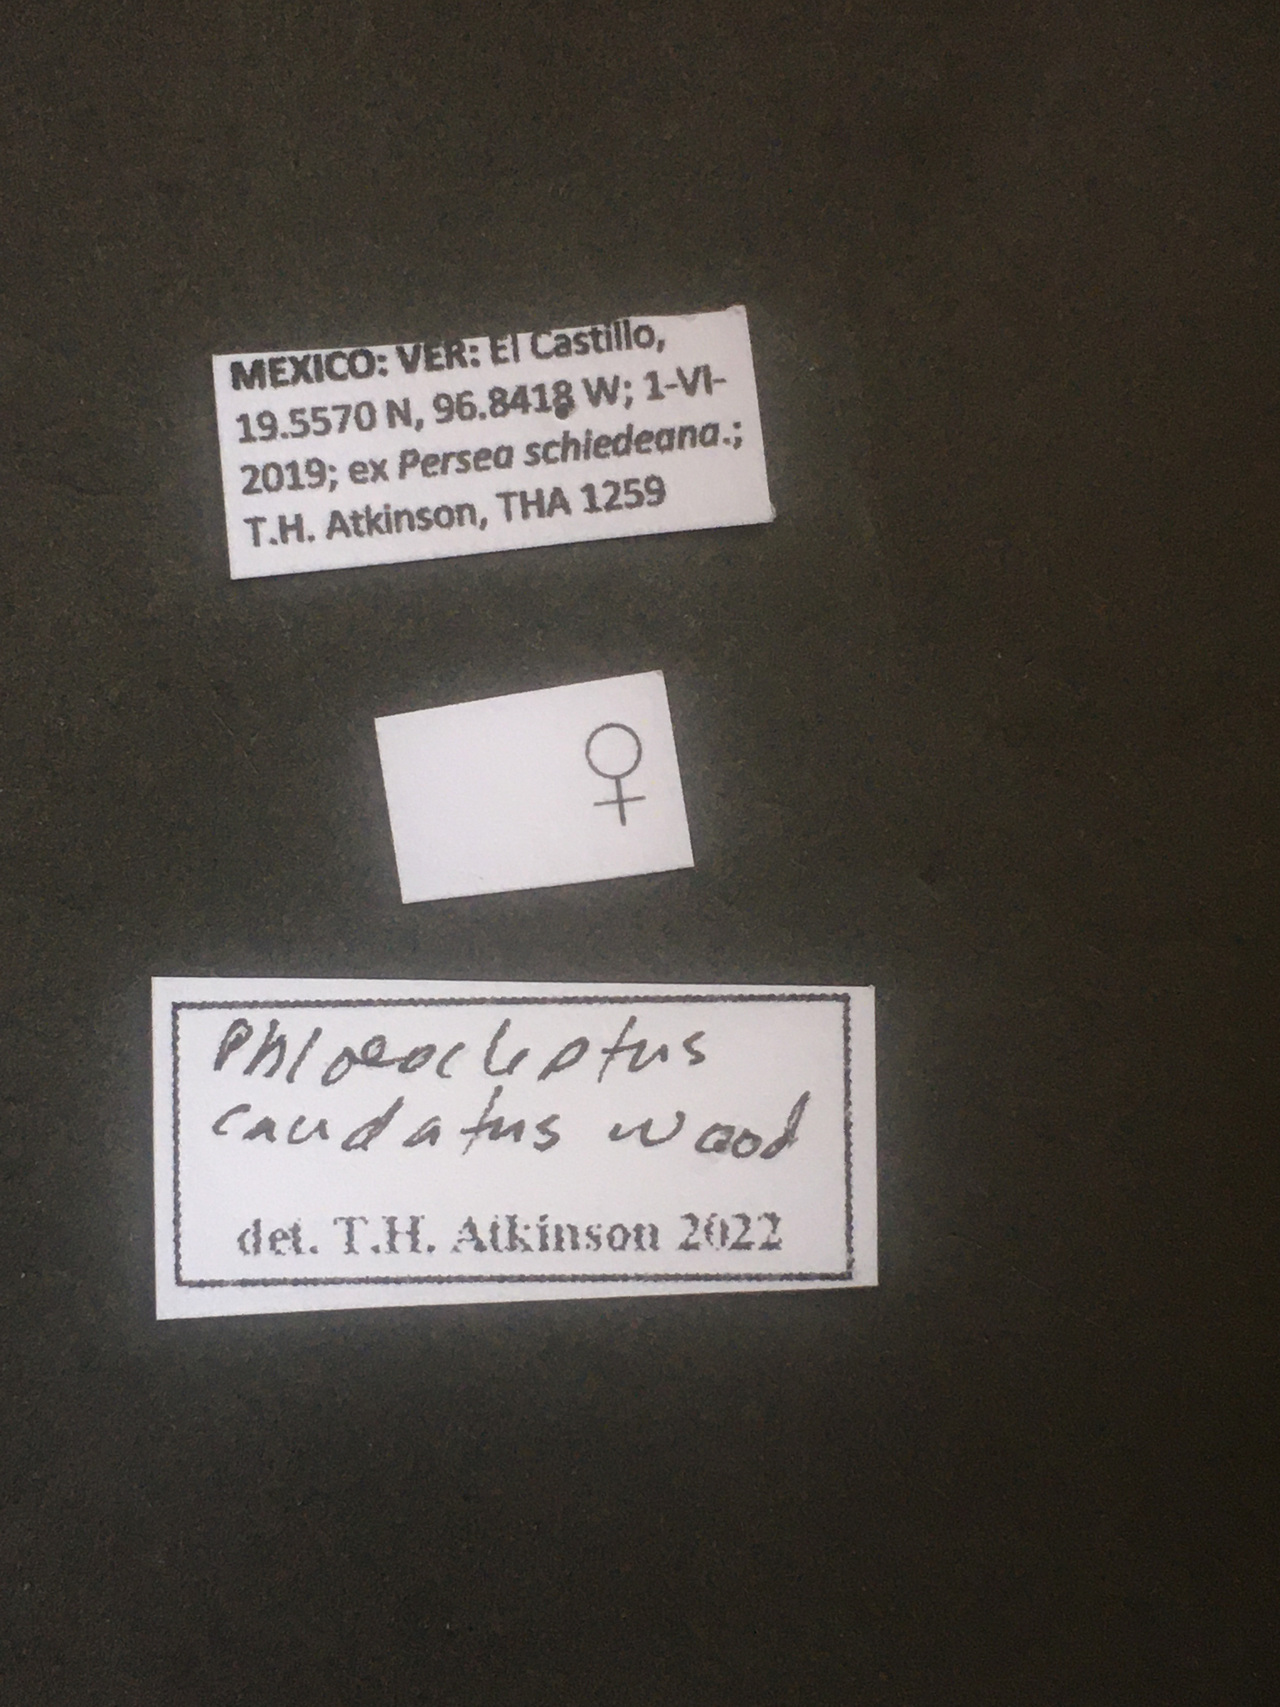 MEXICO: VER: El Castillo,
19.5570 N, 96.8418 W; 1-VI-
2019; ex Persea schiedeana.;
T.H. Atkinson, THA 1259
♀
Phloeocleptus
caudatus Wood
det. T.H. Atkinson 2022